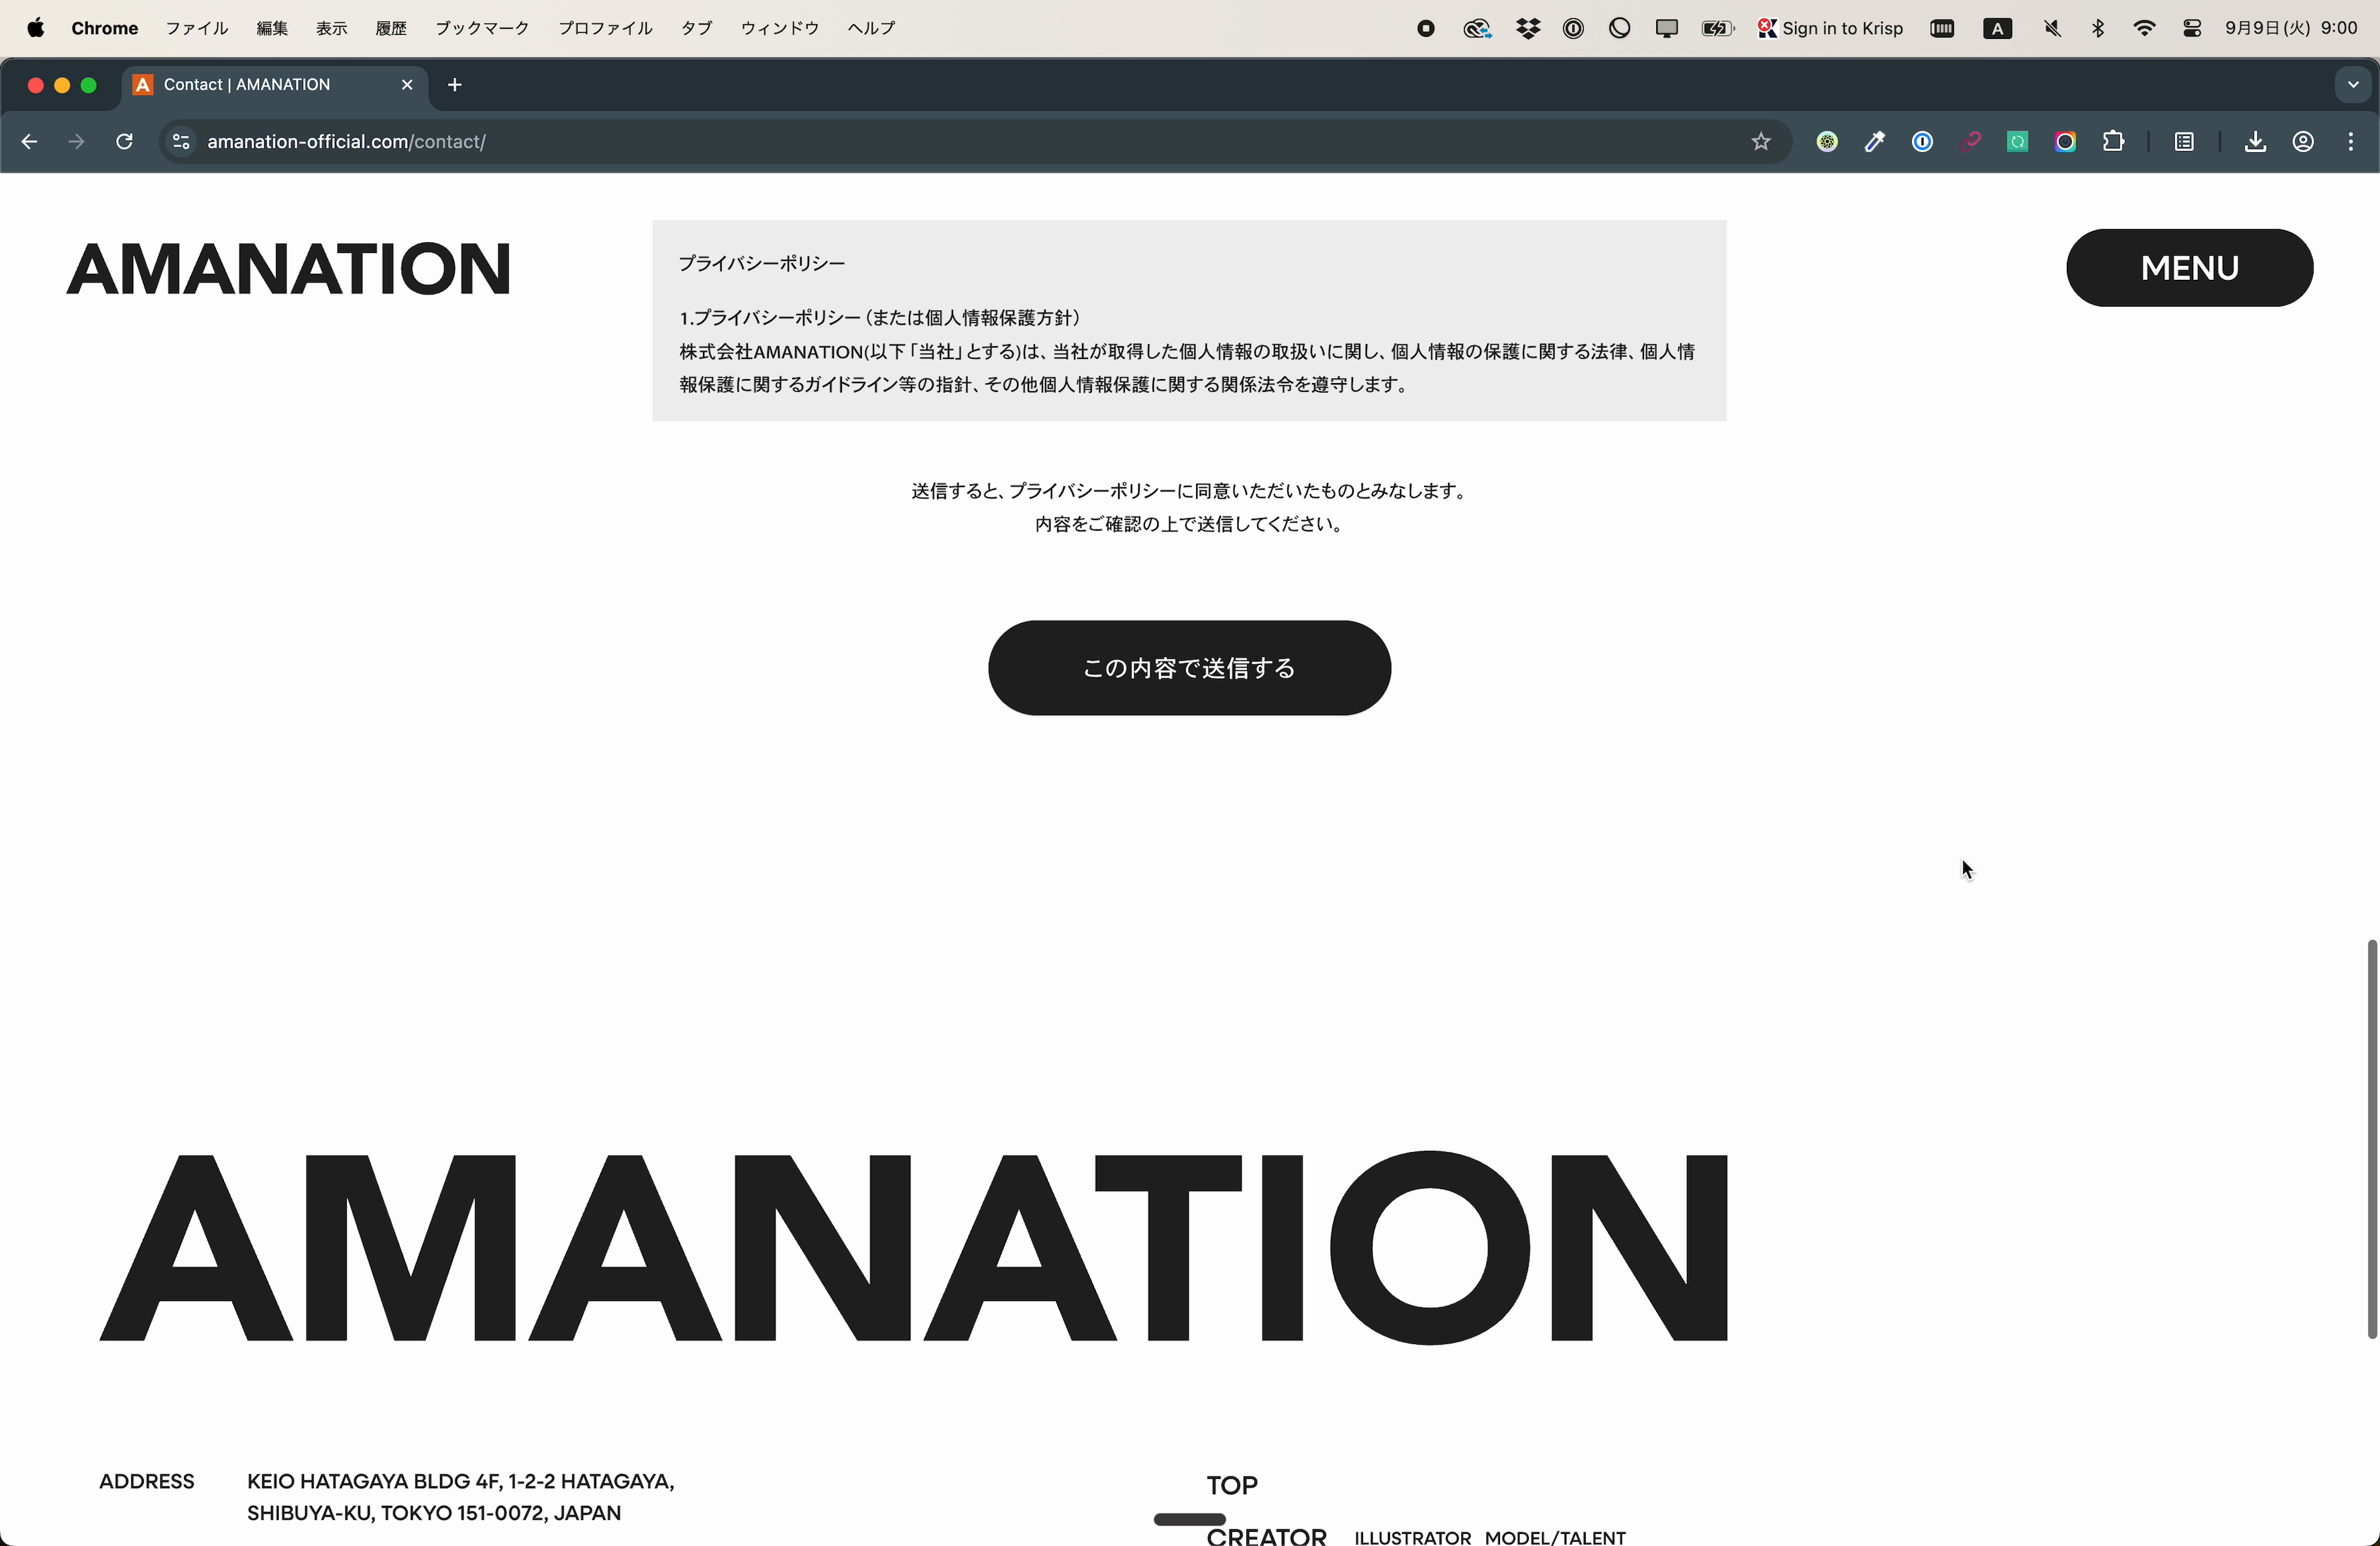 Chrome ファイル 編集 表示 履歴 ブックマーク プロファイル タブ ウィンドウ ヘルプ Sign in to Krisp A 9月9日(火) 9:00
A Contact | AMANATION
amanation-official.com/contact/
AMANATION
MENU
プライバシーポリシー
1.プライバシーポリシー（または個人情報保護方針）
株式会社AMANATION(以下「当社」とする)は、当社が取得した個人情報の取扱いに関し、個人情報の保護に関する法律、個人情
報保護に関するガイドライン等の指針、その他個人情報保護に関する関係法令を遵守します。
送信すると、プライバシーポリシーに同意いただいたものとみなします。
内容をご確認の上で送信してください。
この内容で送信する
AMANATION
ADDRESS KEIO HATAGAYA BLDG 4F, 1-2-2 HATAGAYA,
SHIBUYA-KU, TOKYO 151-0072, JAPAN
TOP
CREATOR ILLUSTRATOR MODEL/TALENT